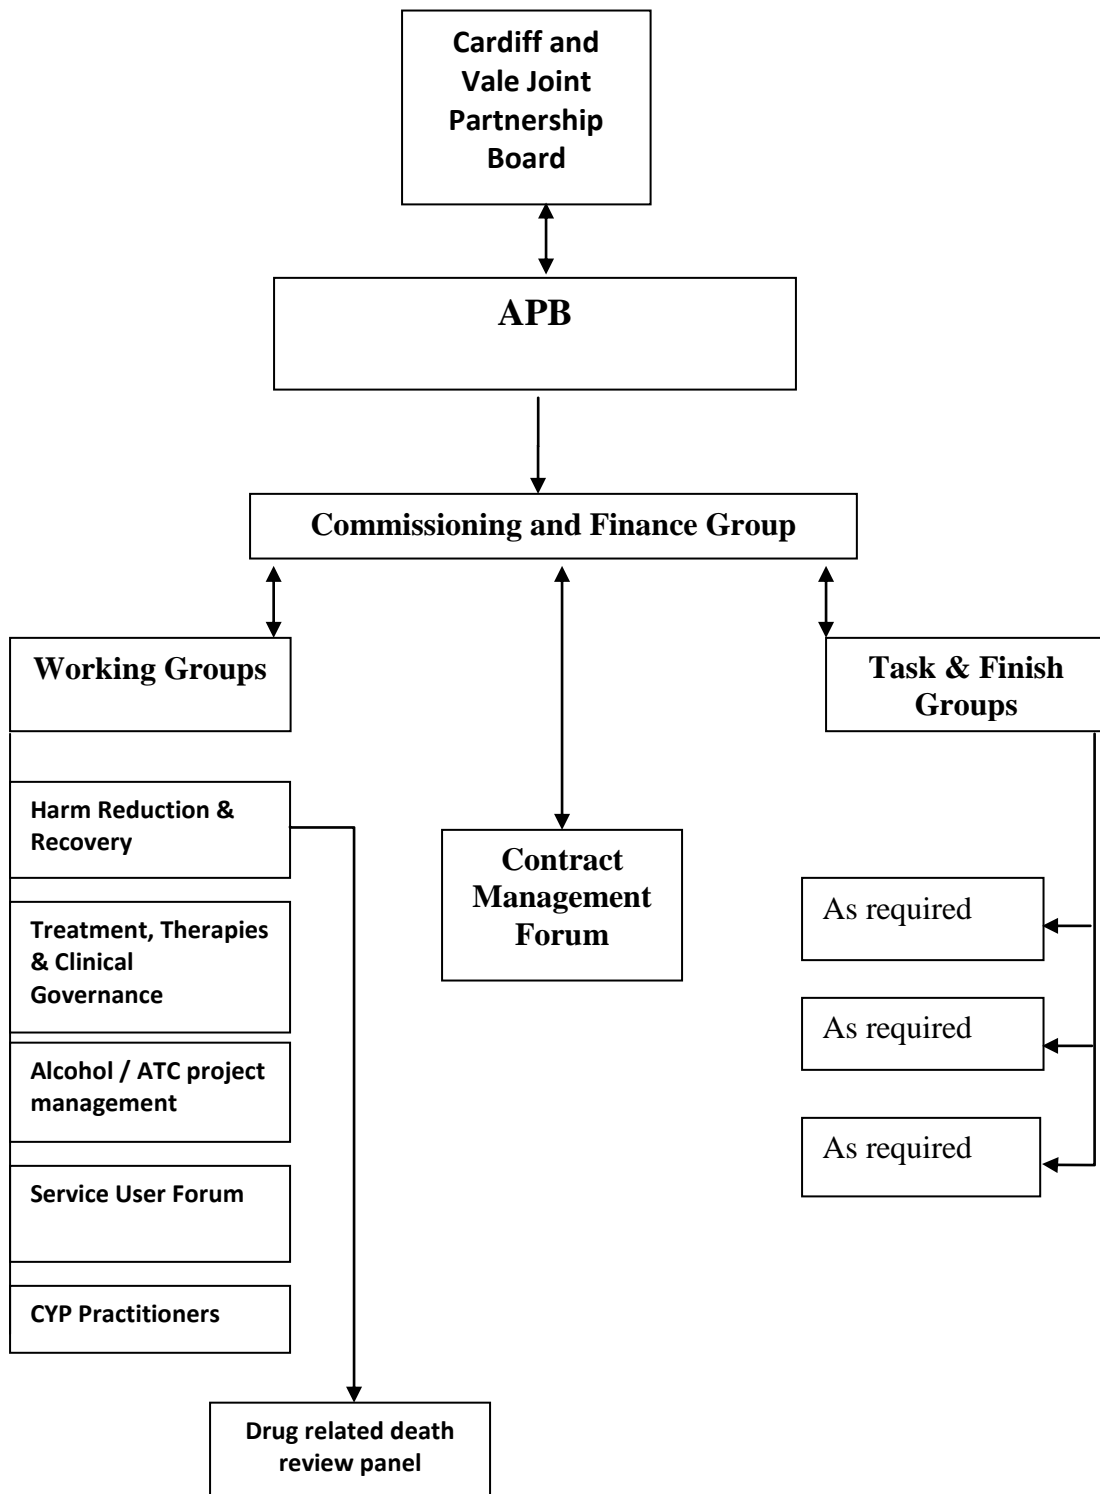 Cardiff and
Vale Joint
Partnership
Board
APB
Commissioning and Finance Group
Working Groups
Task & Finish
Groups
Harm Reduction &
Recovery
Contract
Management
Forum
Treatment, Therapies
& Clinical
Governance
As required
As required
As required
Alcohol / ATC project
management
Service User Forum
CYP Practitioners
Drug related death
review panel